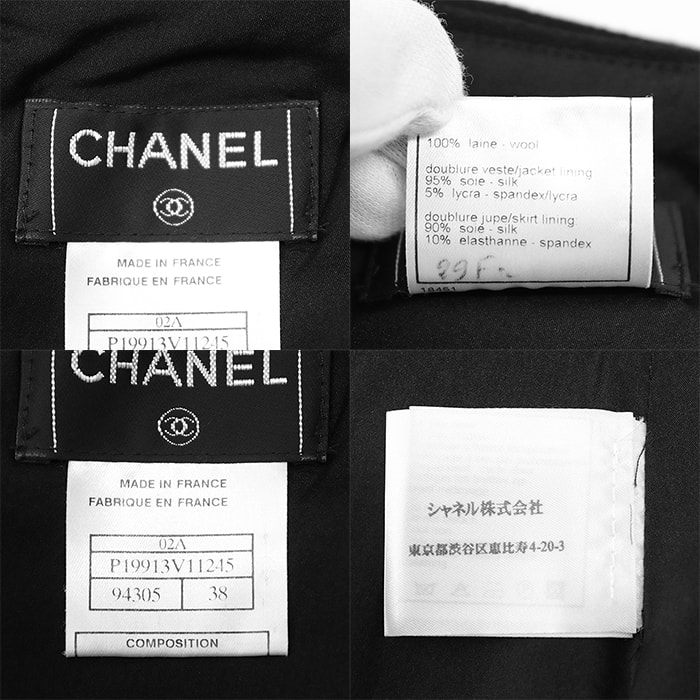 CHANEL
MADE IN FRANCE
FABRIQUE EN FRANCE
02A
P19913V11245
100% laine - wool
doublure veste/jacket lining:
95% soie - silk
5% lycra - spandex/lycra
doublure jupe/skirt lining:
90% soie - silk
10% elasthanne - spandex
CHANEL
MADE IN FRANCE
FABRIQUE EN FRANCE
02A
P19913V11245
94305 38
COMPOSITION
シャネル株式会社
東京都渋谷区恵比寿4-20-3